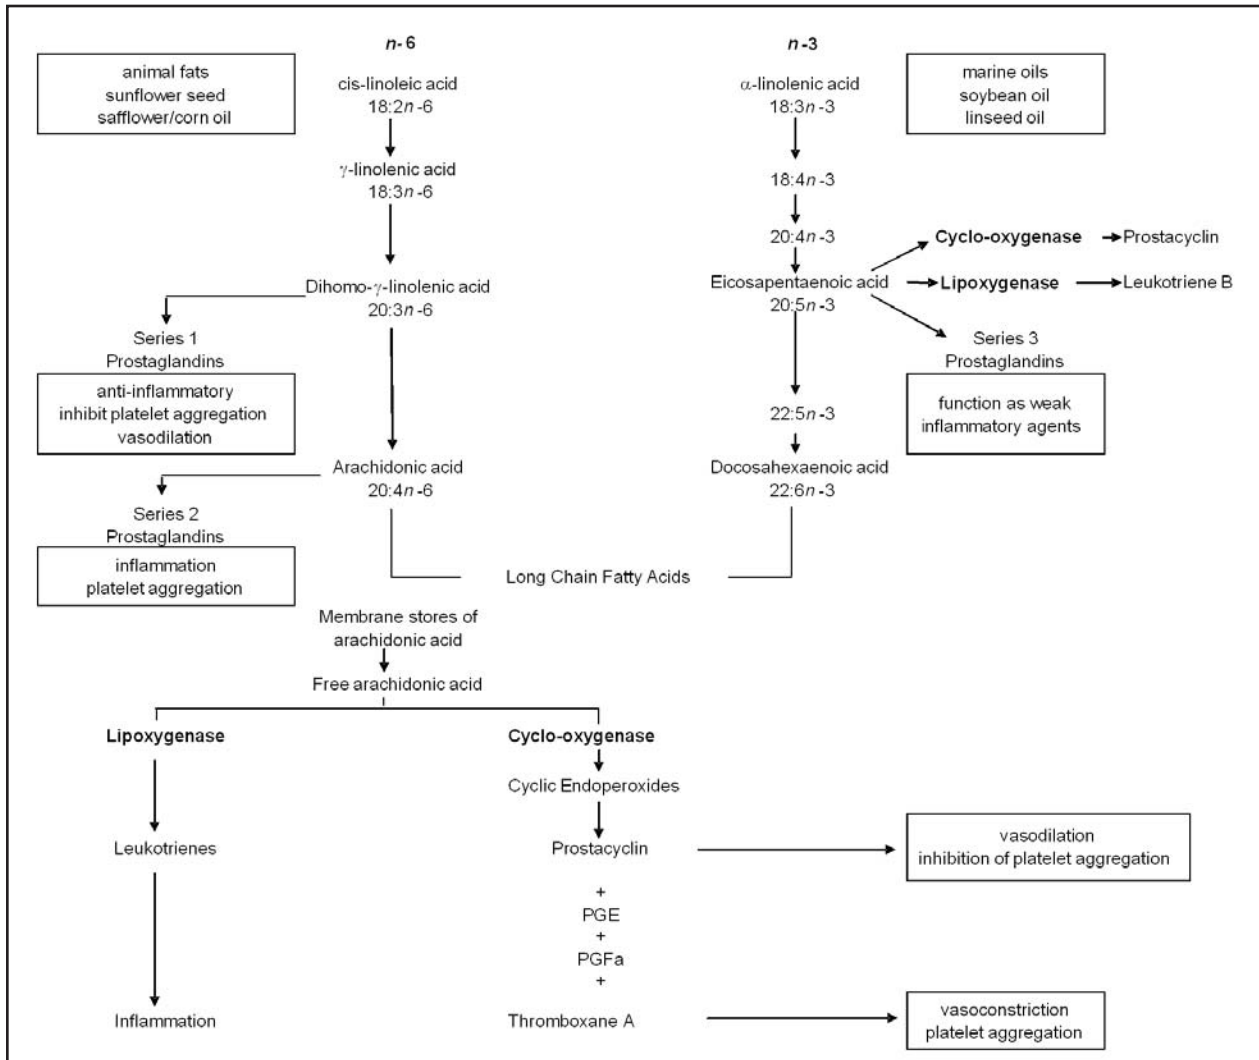 n-6
n-3
animal fats
sunflower seed
safflower/corn oil
cis-linoleic acid
18:2n-6
α-linolenic acid
18:3n-3
marine oils
soybean oil
linseed oil
γ-linolenic acid
18:3n-6
18:4n-3
20:4n-3
Cyclo-oxygenase
Prostacyclin
Dihomo-γ-linolenic acid
20:3n-6
Eicosapentaenoic acid
20:5n-3
Lipoxygenase
Leukotriene B
Series 1
Prostaglandins
Series 3
Prostaglandins
anti-inflammatory
inhibit platelet aggregation
vasodilation
function as weak
inflammatory agents
22:5n-3
Arachidonic acid
20:4n-6
Docosahexaenoic acid
22:6n-3
Series 2
Prostaglandins
inflammation
platelet aggregation
Long Chain Fatty Acids
Membrane stores of
arachidonic acid
Free arachidonic acid
Lipoxygenase
Cyclo-oxygenase
Cyclic Endoperoxides
Leukotrienes
Prostacyclin
vasodilation
inhibition of platelet aggregation
+
PGE
+
PGFa
+
Inflammation
Thromboxane A
vasoconstriction
platelet aggregation